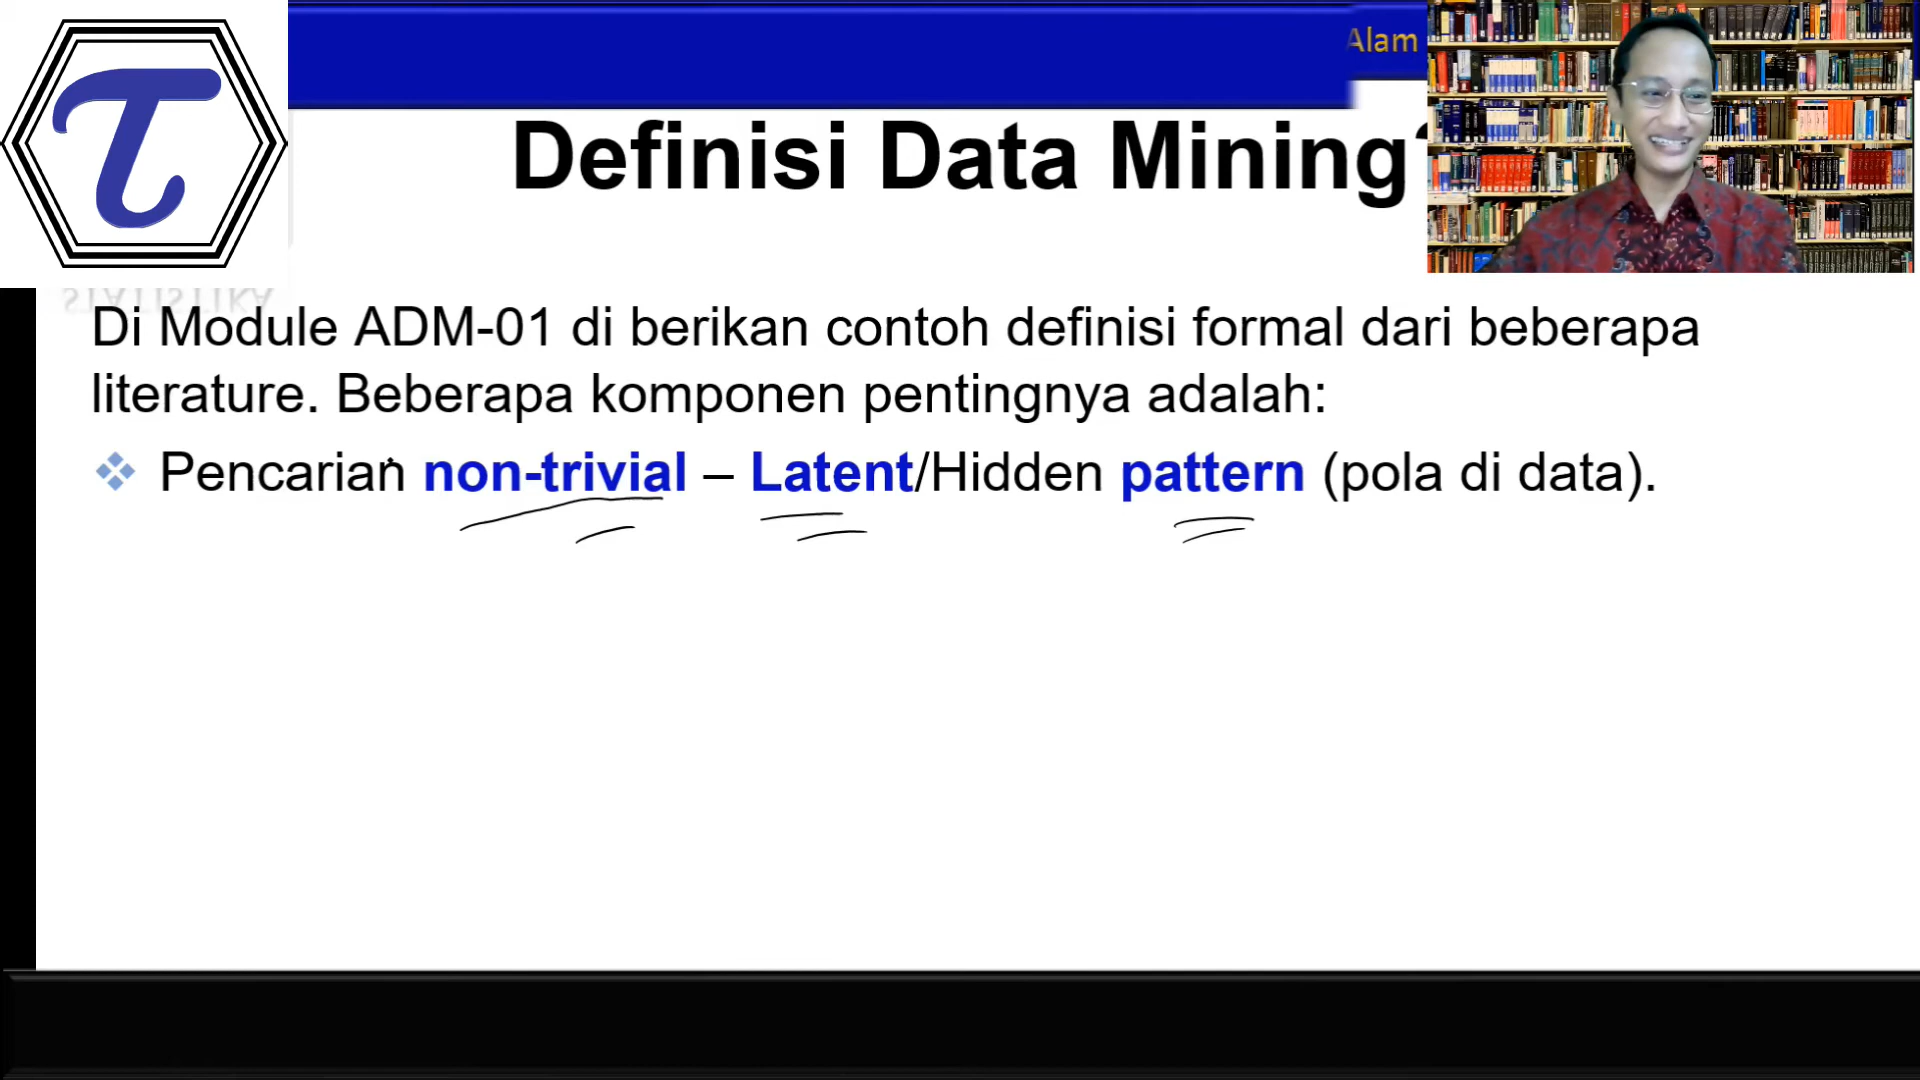 Alam
Definisi Data Mining?
STATISTIKA
Di Module ADM-01 di berikan contoh definisi formal dari beberapa
literature. Beberapa komponen pentingnya adalah:
❖ Pencarian non-trivial – Latent/Hidden pattern (pola di data).